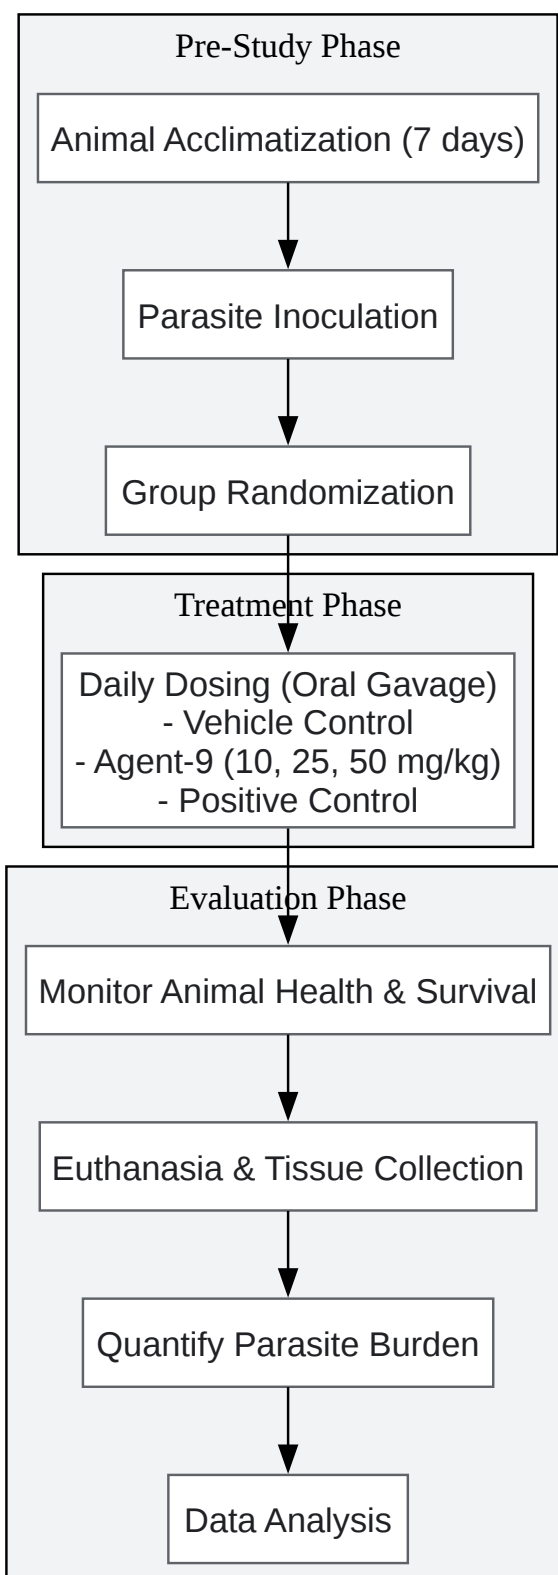 Pre-Study Phase
Animal Acclimatization (7 days)
Parasite Inoculation
Group Randomization
Treatment Phase
Daily Dosing (Oral Gavage)
- Vehicle Control
- Agent-9 (10, 25, 50 mg/kg)
- Positive Control
Evaluation Phase
Monitor Animal Health & Survival
Euthanasia & Tissue Collection
Quantify Parasite Burden
Data Analysis